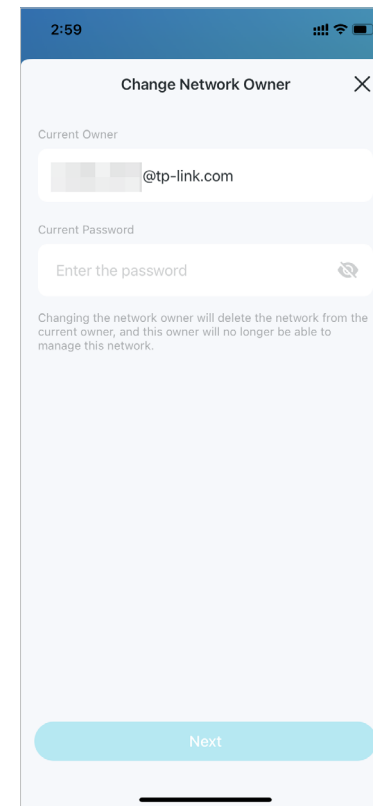 2:59
Change Network Owner
Current Owner
@tp-link.com
Current Password
Enter the password
Changing the network owner will delete the network from the
current owner, and this owner will no longer be able to
manage this network.
Next